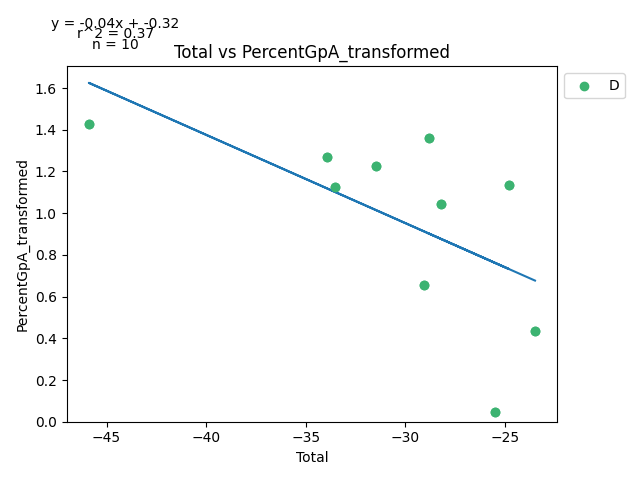 y = -0.04x + -0.32
r^2 = 0.37
n = 10
Total vs PercentGpA_transformed
D
PercentGpA_transformed
1.6
1.4
1.2
1.0
0.8
0.6
0.4
0.2
0.0
−45
−40
−35
−30
−25
Total